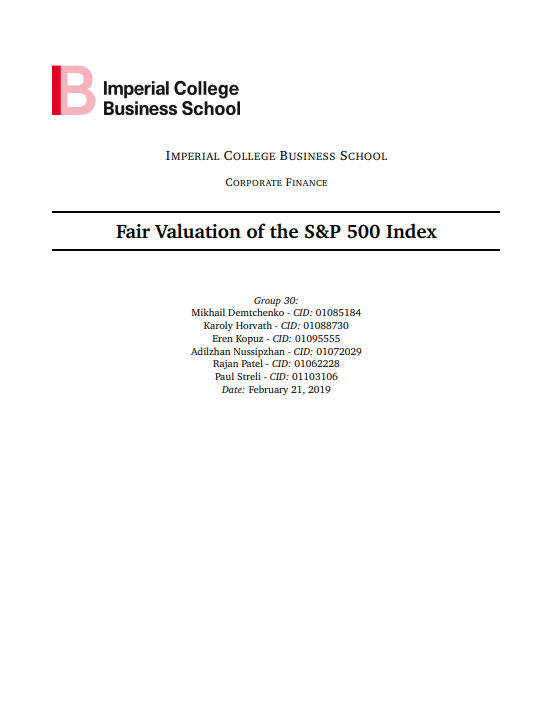 Imperial College
Business School
IMPERIAL COLLEGE BUSINESS SCHOOL
CORPORATE FINANCE
Fair Valuation of the S&P 500 Index
Group 30:
Mikhail Demtchenko - CID: 01085184
Karoly Horvath - CID: 01088730
Eren Kopuz - CID: 01095555
Adilzhan Nussipzhan - CID: 01072029
Rajan Patel - CID: 01062228
Paul Streli - CID: 01103106
Date: February 21, 2019